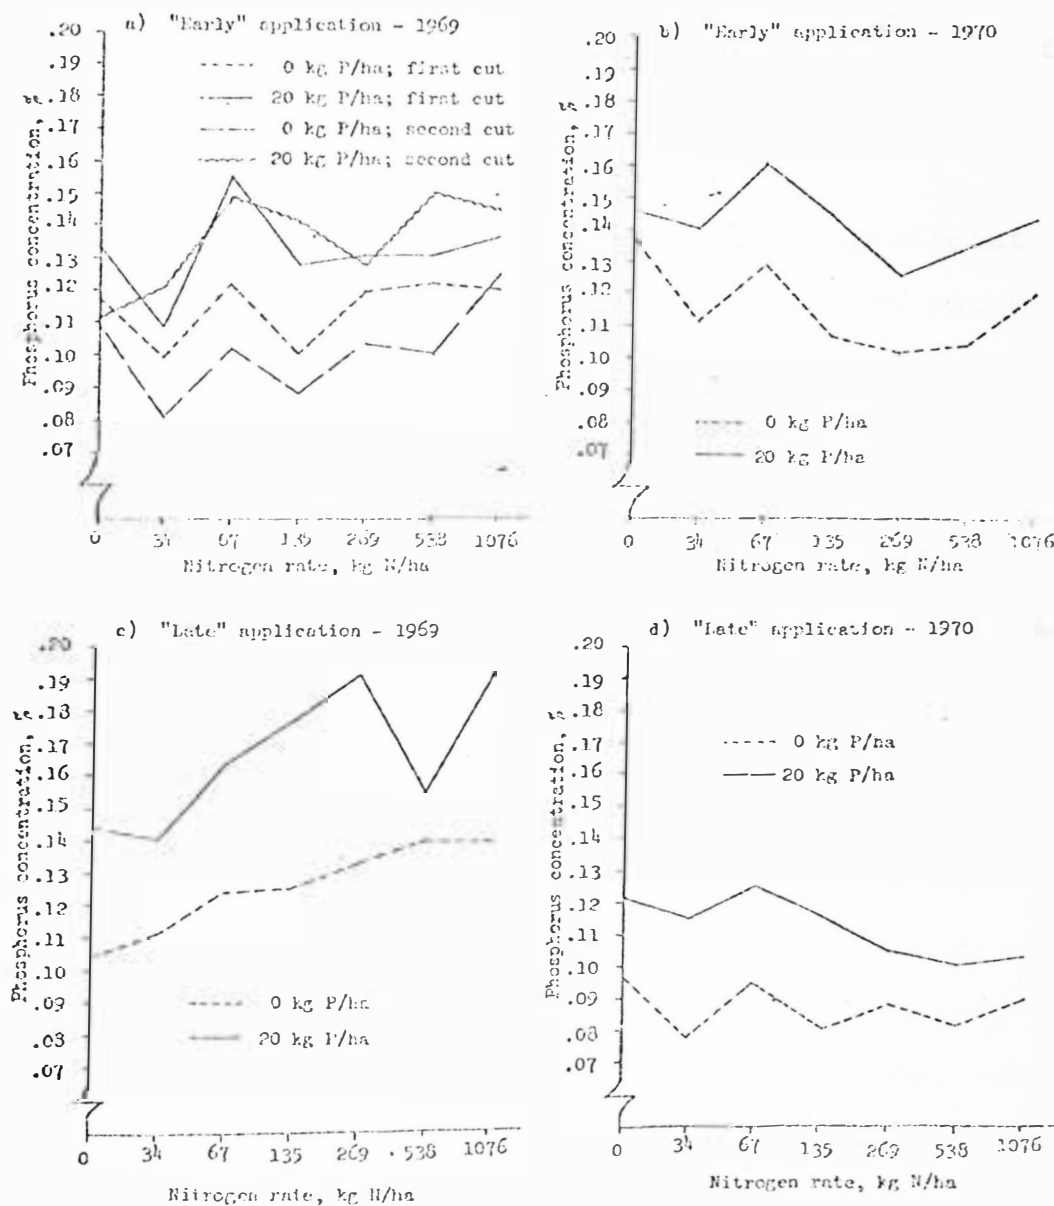 a) "Early" application - 1969
Phosphorus concentration, %
.20
.19
.18
.17
.16
.15
.14
.13
.12
.11
.10
.09
.08
.07
0 kg P/ha; first cut
20 kg P/ha; first cut
0 kg P/ha; second cut
20 kg P/ha; second cut
0 34 67 135 269 538 1076
Nitrogen rate, kg N/ha
b) "Early" application - 1970
Phosphorus concentration, %
.20
.19
.18
.17
.16
.15
.14
.13
.12
.11
.10
.09
.08
.07
0 kg P/ha
20 kg P/ha
0 34 67 135 269 538 1076
Nitrogen rate, kg N/ha
c) "Late" application - 1969
Phosphorus concentration, %
.20
.19
.18
.17
.16
.15
.14
.13
.12
.11
.10
.09
.08
.07
0 kg P/ha
20 kg P/ha
0 34 67 135 269 538 1076
Nitrogen rate, kg N/ha
d) "Late" application - 1970
Phosphorus concentration, %
.20
.19
.18
.17
.16
.15
.14
.13
.12
.11
.10
.09
.08
.07
0 kg P/ha
20 kg P/ha
0 34 67 135 269 538 1076
Nitrogen rate, kg N/ha